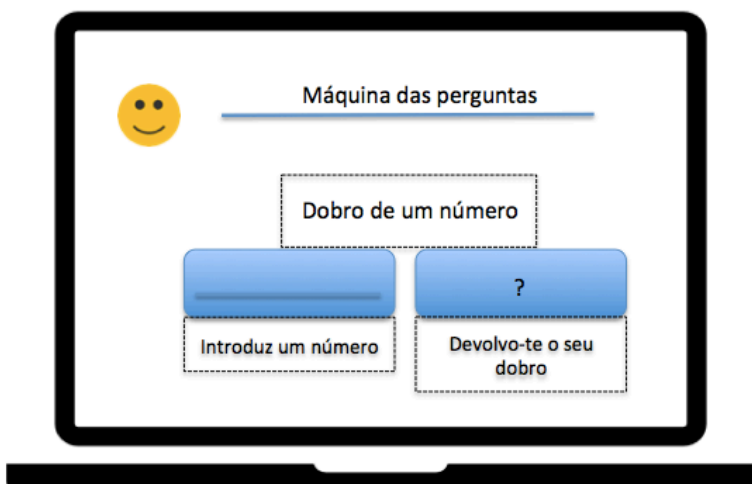 Máquina das perguntas
Dobro de um número
?
Introduz um número
Devolvo-te o seu
dobro